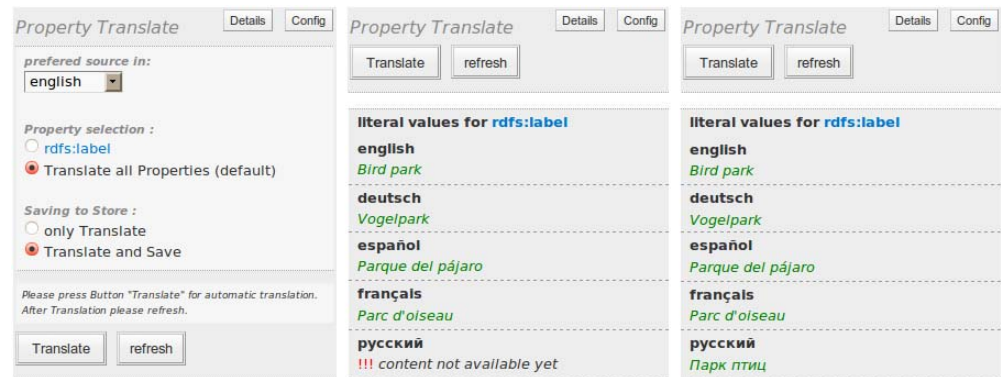 Property Translate
Details
Config
prefered source in:
english
Property selection :
rdfs:label
Translate all Properties (default)
Saving to Store :
only Translate
Translate and Save
Please press Button "Translate" for automatic translation.
After Translation please refresh.
Translate
refresh
Property Translate
Details
Config
Translate
refresh
literal values for rdfs:label
english
Bird park
deutsch
Vogelpark
español
Parque del pájaro
français
Parc d'oiseau
русский
!!! content not available yet
Property Translate
Details
Config
Translate
refresh
literal values for rdfs:label
english
Bird park
deutsch
Vogelpark
español
Parque del pájaro
français
Parc d'oiseau
русский
Парк птиц